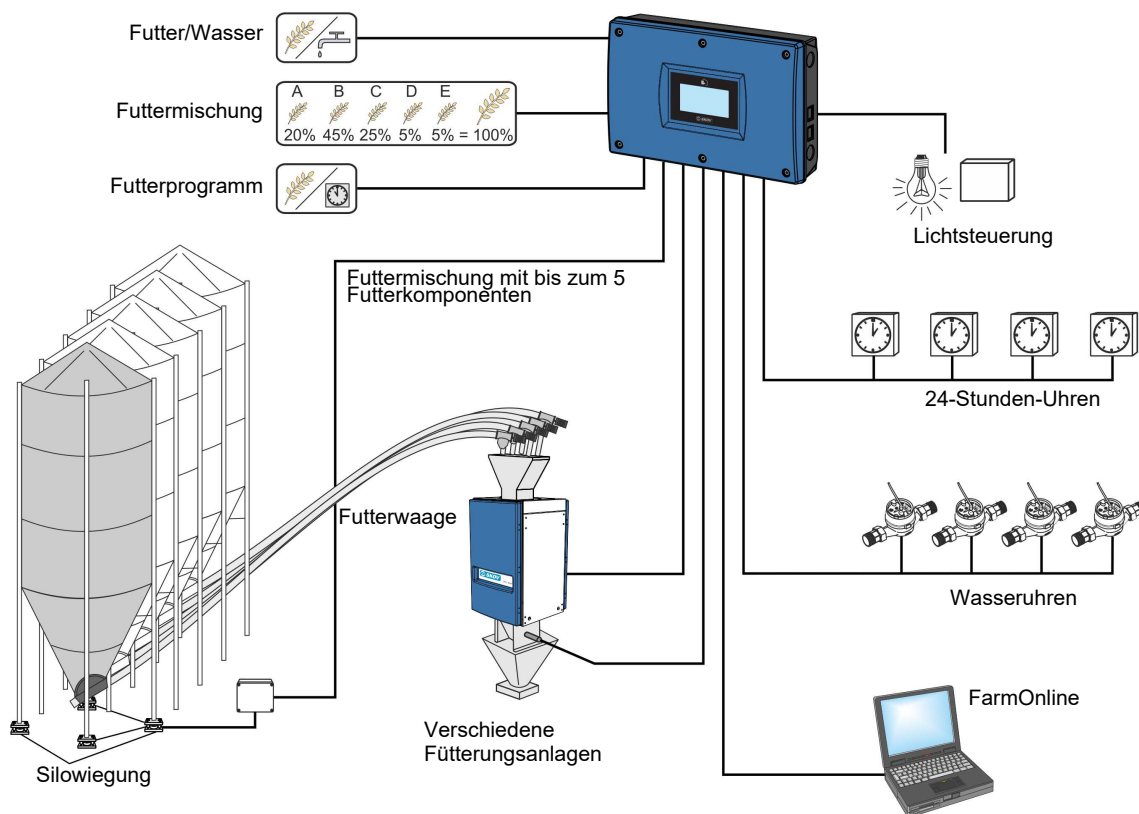 Futter/Wasser
Futtermischung
A B C D E
20% 45% 25% 5% 5% = 100%
Futterprogramm
Lichtsteuerung
Futtermischung mit bis zum 5
Futterkomponenten
24-Stunden-Uhren
Futterwaage
Wasseruhren
FarmOnline
Verschiedene
Fütterungsanlagen
Silowiegung